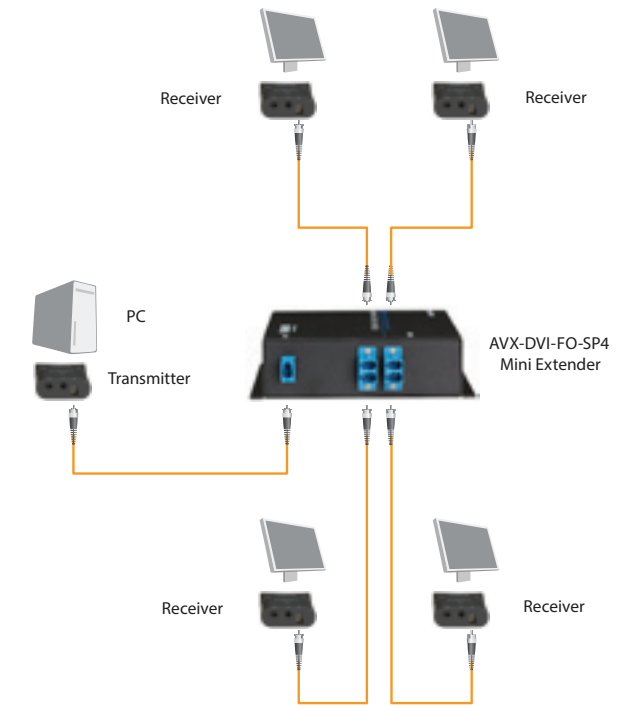 Receiver
Receiver
PC
Transmitter
AVX-DVI-FO-SP4
Mini Extender
Receiver
Receiver